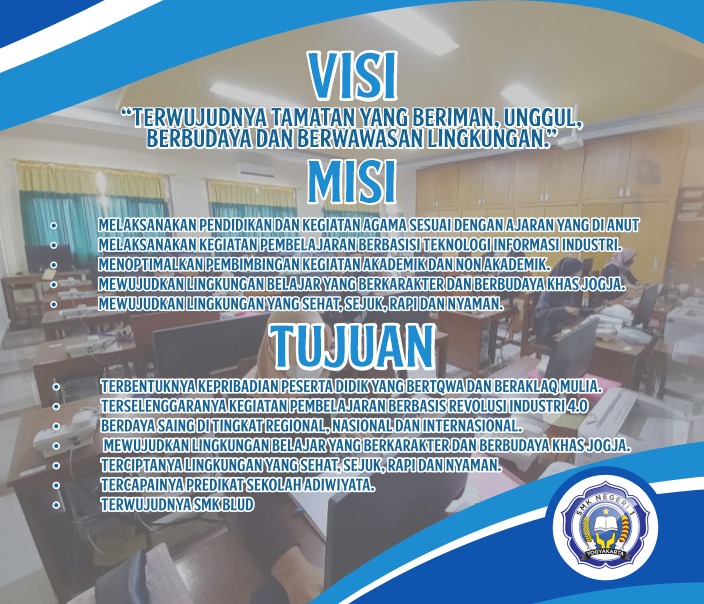 VISI
"TERWUJUDNYA TAMATAN YANG BERIMAN, UNGGUL,
BERBUDAYA DAN BERWAWASAN LINGKUNGAN."
MISI
• MELAKSANAKAN PENDIDIKAN DAN KEGIATAN AGAMA SESUAI DENGAN AJARAN YANG DI ANUT
• MELAKSANAKAN KEGIATAN PEMBELAJARAN BERBASISI TEKNOLOGI INFORMASI INDUSTRI.
• MENOPTIMALKAN PEMBIMBINGAN KEGIATAN AKADEMIK DAN NON AKADEMIK.
• MEWUJUDKAN LINGKUNGAN BELAJAR YANG BERKARAKTER DAN BERBUDAYA KHAS JOGJA.
• MEWUJUDKAN LINGKUNGAN YANG SEHAT, SEJUK, RAPI DAN NYAMAN.
TUJUAN
• TERBENTUKNYA KEPRIBADIAN PESERTA DIDIK YANG BERTQWA DAN BERAKLAQ MULIA.
• TERSELENGGARANYA KEGIATAN PEMBELAJARAN BERBASIS REVOLUSI INDUSTRI 4.0
• BERDAYA SAING DI TINGKAT REGIONAL, NASIONAL DAN INTERNASIONAL.
• MEWUJUDKAN LINGKUNGAN BELAJAR YANG BERKARAKTER DAN BERBUDAYA KHAS JOGJA.
• TERCIPTANYA LINGKUNGAN YANG SEHAT, SEJUK, RAPI DAN NYAMAN.
• TERCAPAINYA PREDIKAT SEKOLAH ADIWIYATA.
• TERWUJUDNYA SMK BLUD
SMK NEGERI 1
YOGYAKARTA